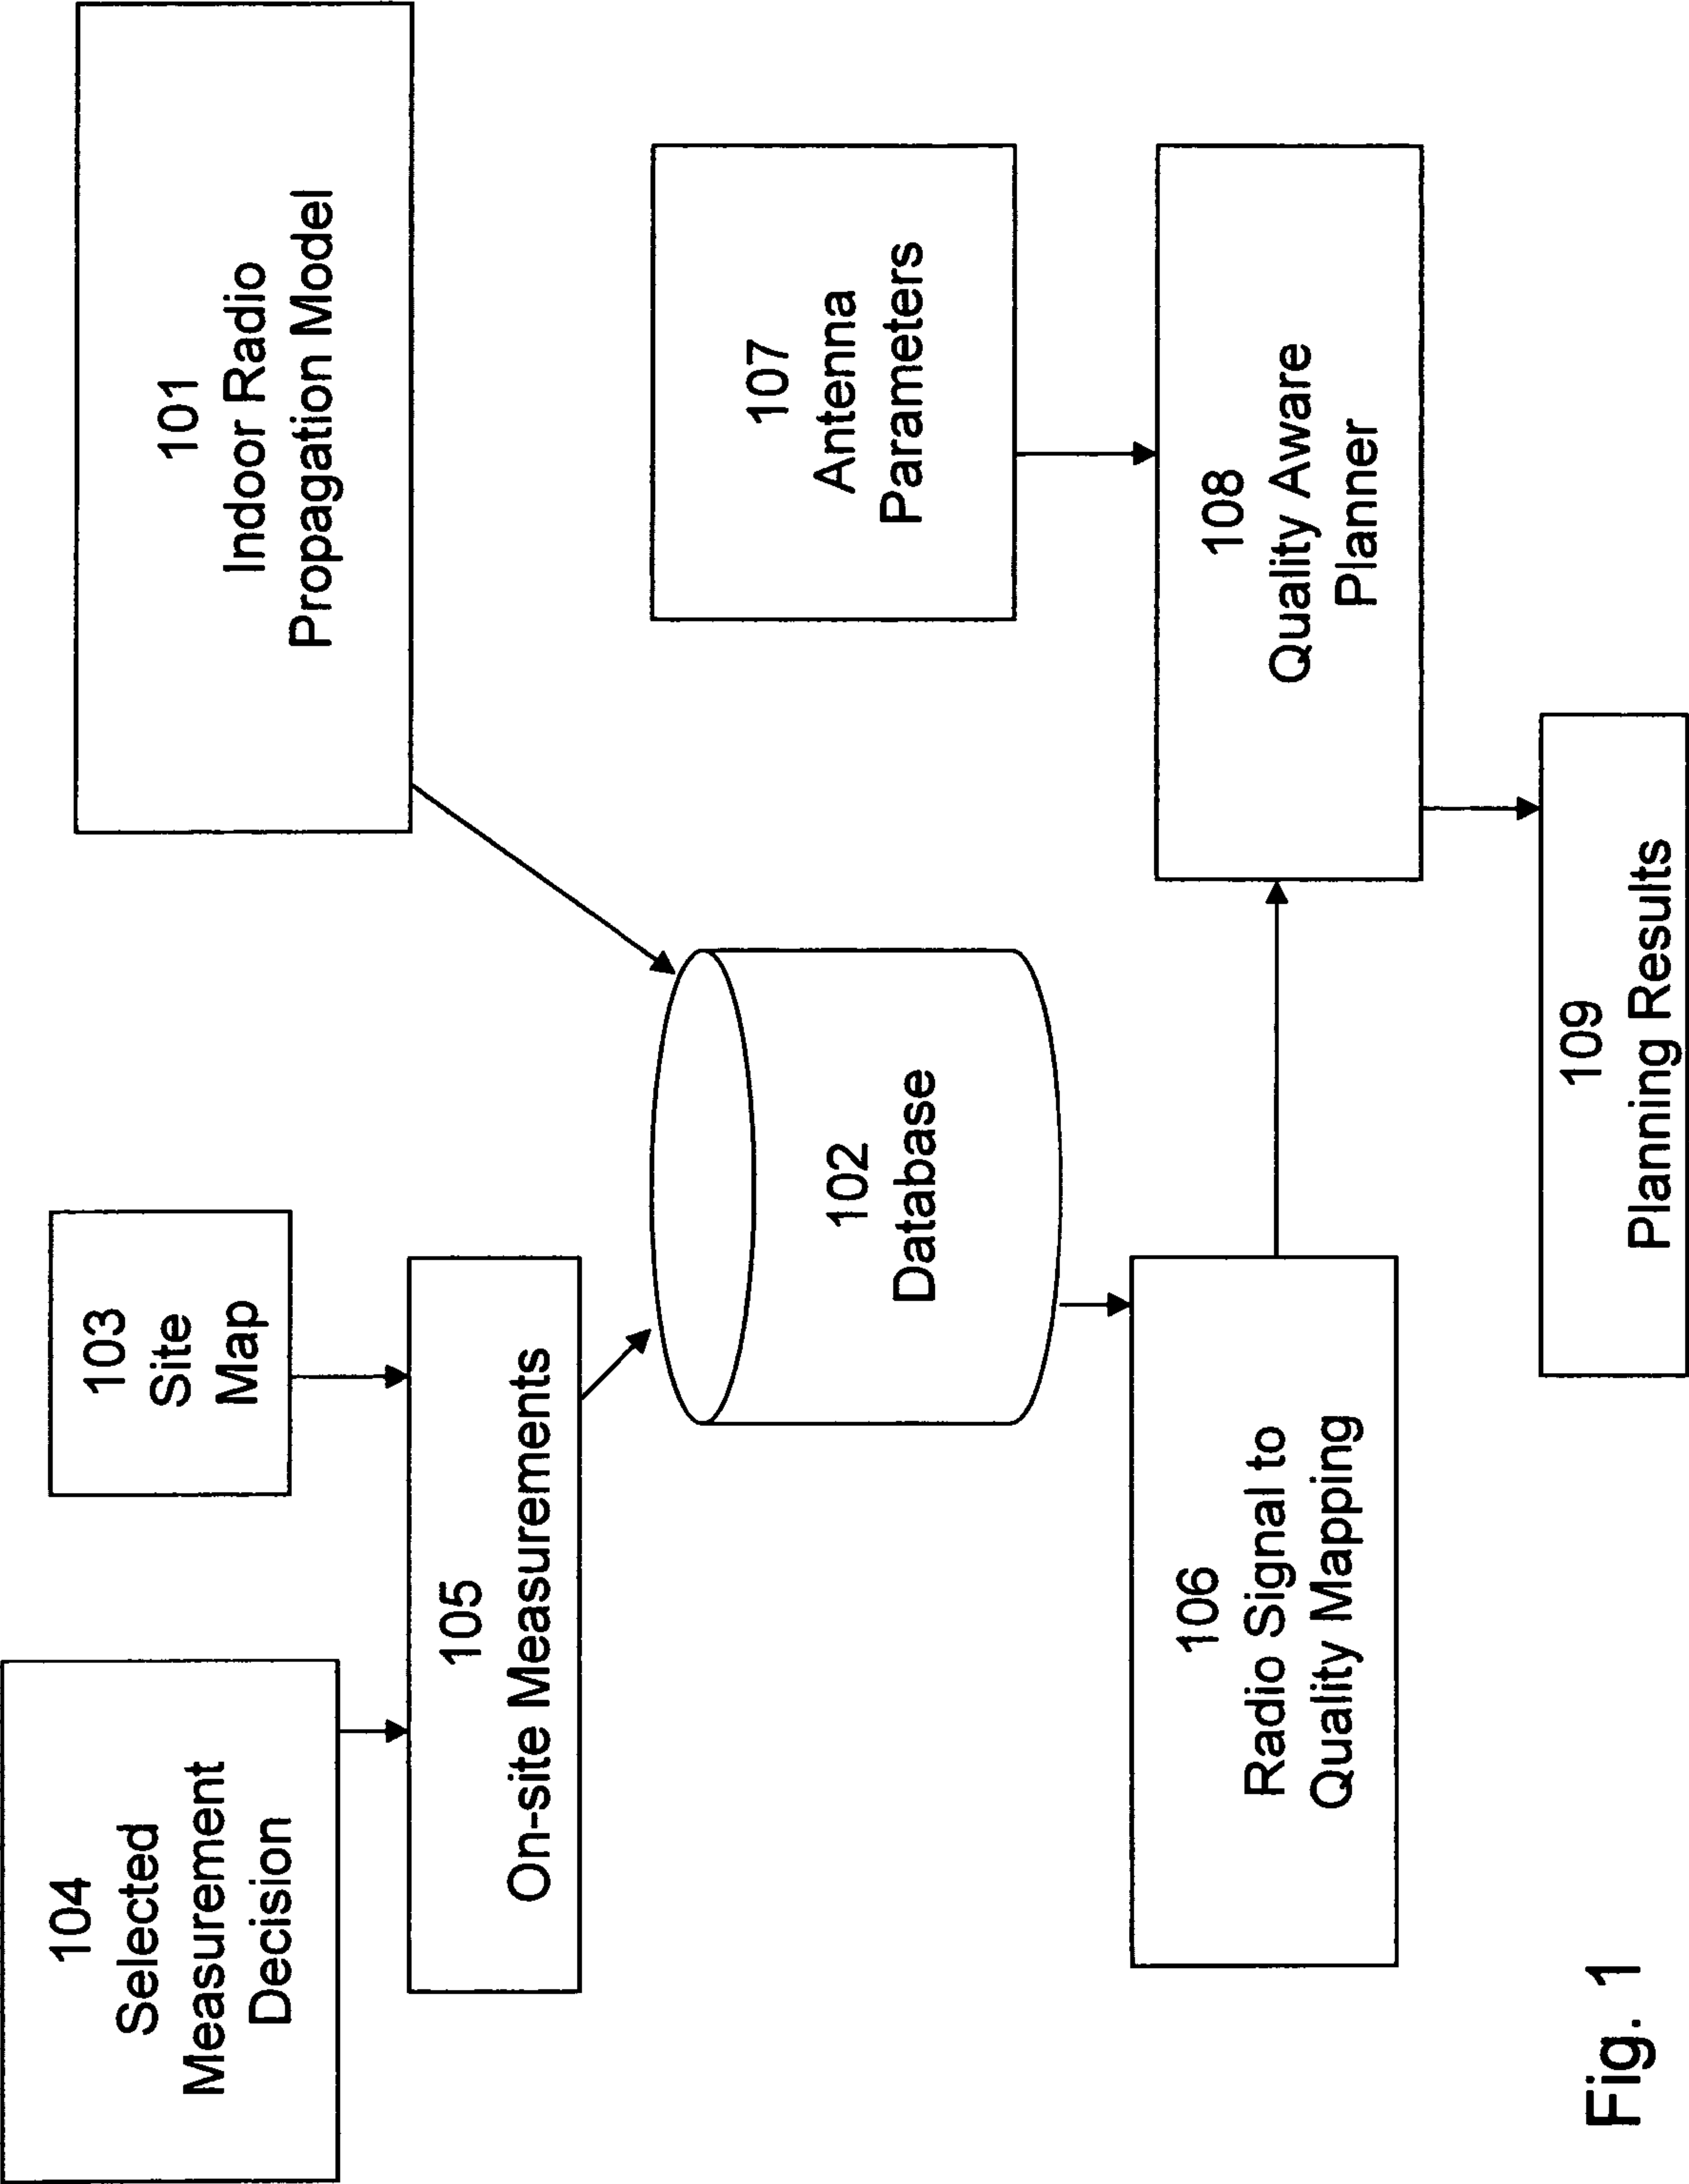 104
Selected
Measurement
Decision
103
Site
Map
101
Indoor Radio
Propagation Model
105
On-site Measurements
102
Database
107
Antenna
Parameters
106
Radio Signal to
Quality Mapping
108
Quality Aware
Planner
109
Planning Results
Fig. 1